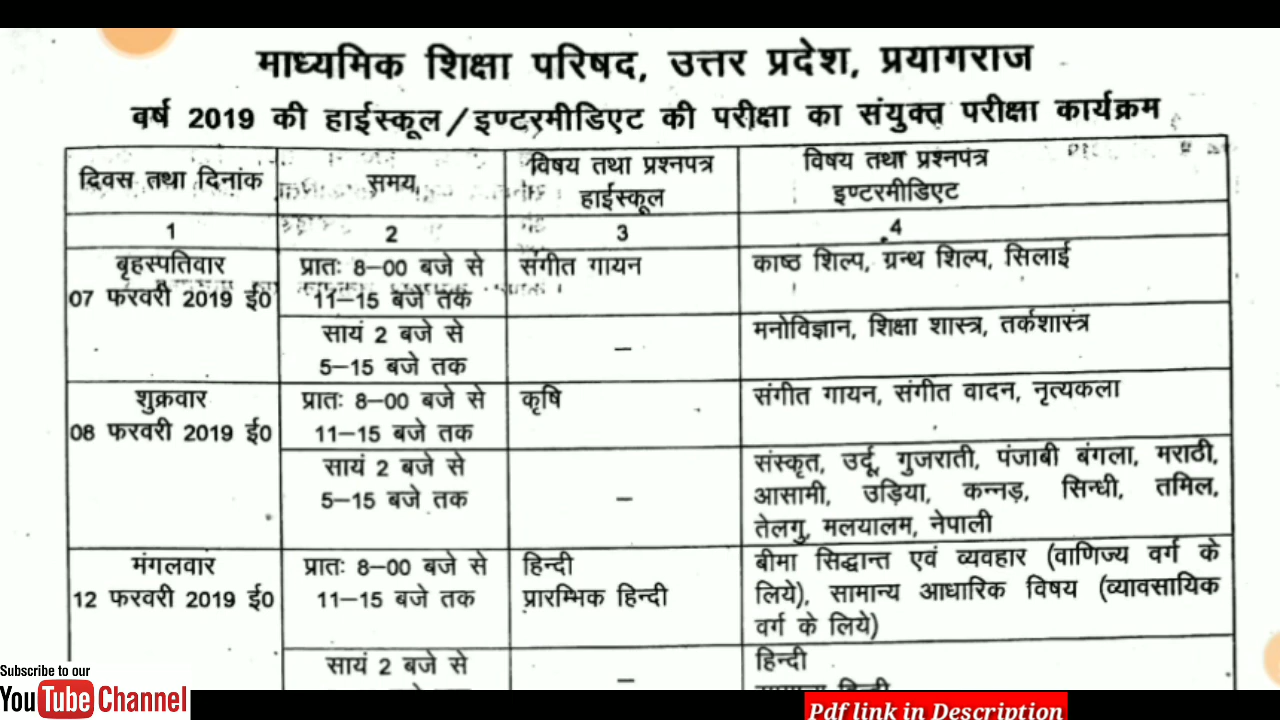 माध्यमिक शिक्षा परिषद, उत्तर प्रदेश, प्रयागराज
वर्ष 2019 की हाईस्कूल/इण्टरमीडिएट की परीक्षा का संयुक्त परीक्षा कार्यक्रम
दिवस तथा दिनांक
समय
विषय तथा प्रश्नपत्र
हाईस्कूल
विषय तथा प्रश्नपत्र
इण्टरमीडिएट
1
2
3
4
बृहस्पतिवार
07 फरवरी 2019 ई0
प्रातः 8–00 बजे से
11–15 बजे तक
संगीत गायन
काष्ठ शिल्प, ग्रन्थ शिल्प, सिलाई
सायं 2 बजे से
5–15 बजे तक
–
मनोविज्ञान, शिक्षा शास्त्र, तर्कशास्त्र
शुक्रवार
08 फरवरी 2019 ई0
प्रातः 8–00 बजे से
11–15 बजे तक
कृषि
संगीत गायन, संगीत वादन, नृत्यकला
सायं 2 बजे से
5–15 बजे तक
–
संस्कृत, उर्दू, गुजराती, पंजाबी बंगला, मराठी,
आसामी, उड़िया, कन्नड़, सिन्धी, तमिल,
तेलगु, मलयालम, नेपाली
मंगलवार
12 फरवरी 2019 ई0
प्रातः 8–00 बजे से
11–15 बजे तक
हिन्दी
प्रारम्भिक हिन्दी
बीमा सिद्धान्त एवं व्यवहार (वाणिज्य वर्ग के
लिये), सामान्य आधारिक विषय (व्यावसायिक
वर्ग के लिये)
सायं 2 बजे से
–
हिन्दी
Subscribe to our
YouTube Channel
Pdf link in Description